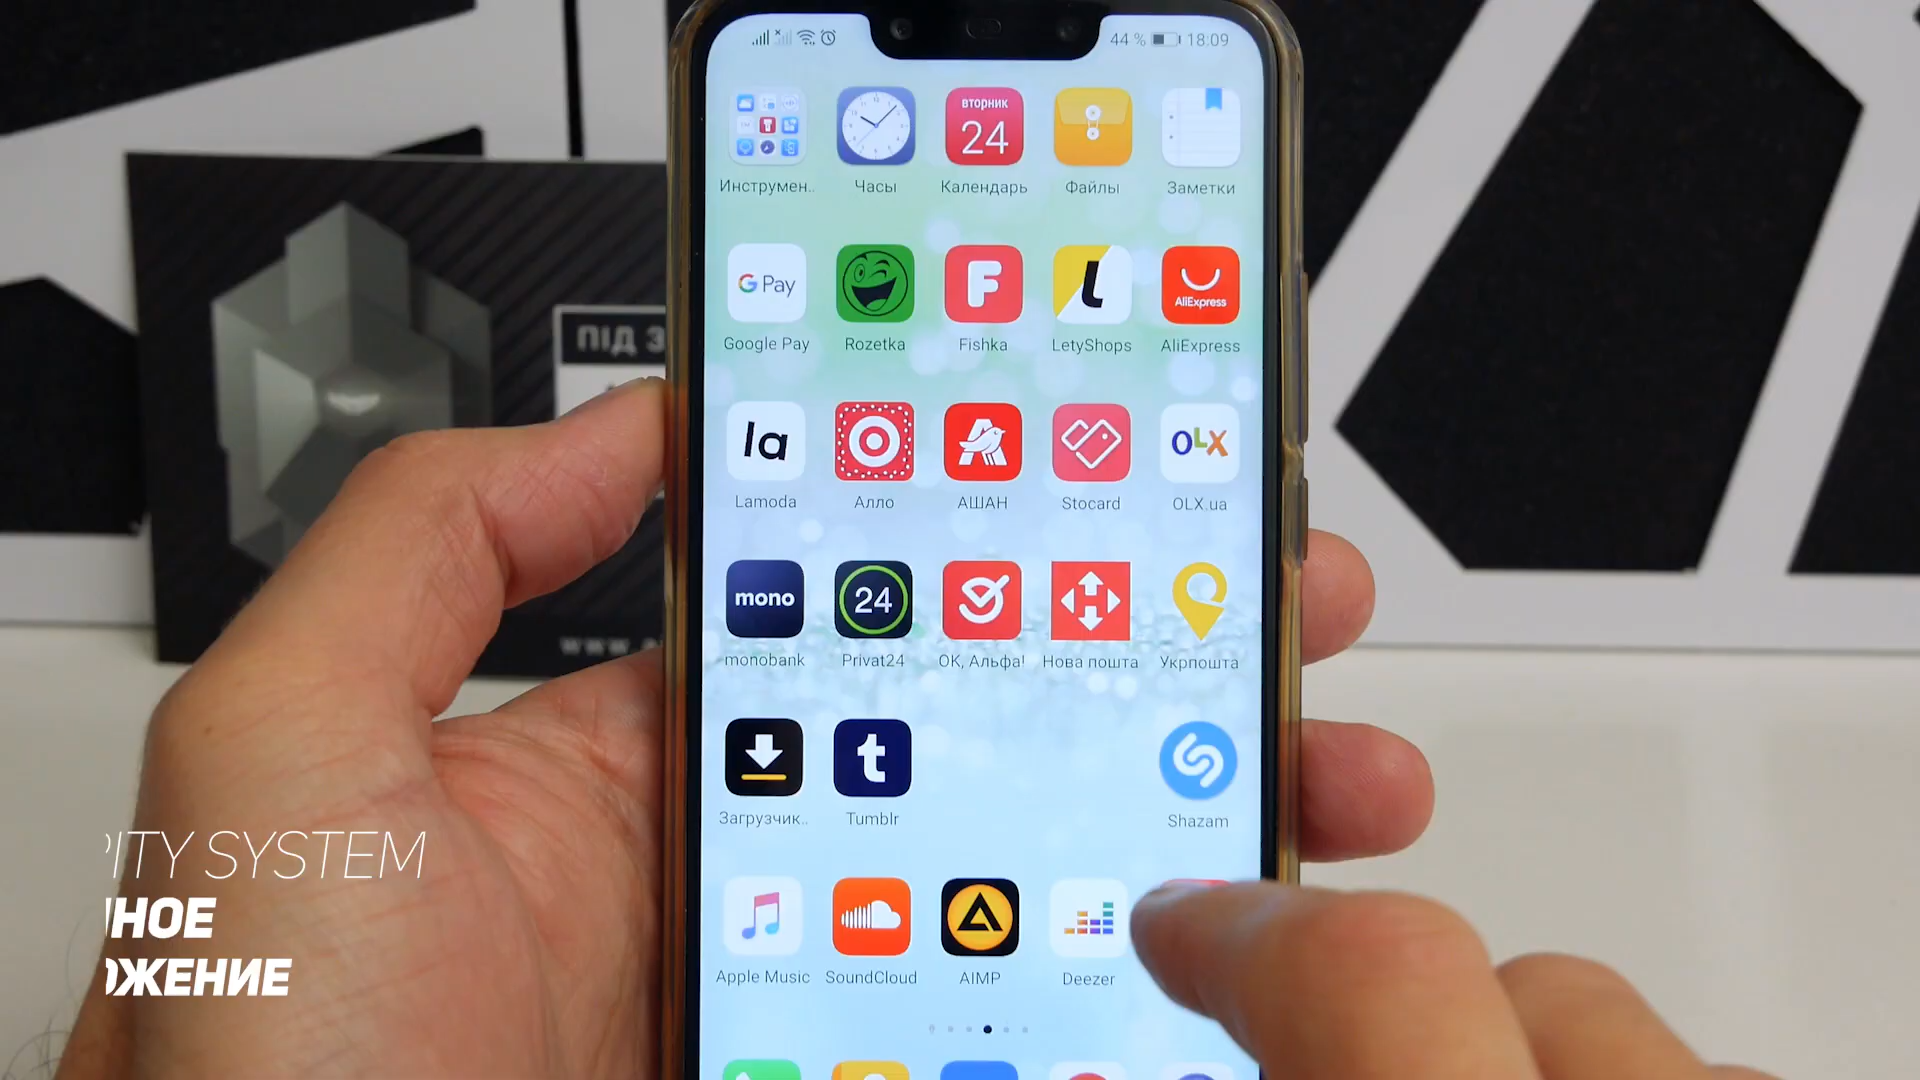 44 % 18:09
вторник
24
Инструмен..
Часы
Календарь
Файлы
Заметки
G Pay
F
AliExpress
Google Pay
Rozetka
Fishka
LetyShops
AliExpress
la
OLX
Lamoda
Алло
АШАН
Stocard
OLX.ua
mono
24
monobank
Privat24
ОК, Альфа!
Нова пошта
Укрпошта
t
Загрузчик..
Tumblr
Shazam
Apple Music
SoundCloud
AIMP
Deezer
ПІД З
www.a
ITY SYSTEM
НОЕ
ЖЕНИЕ